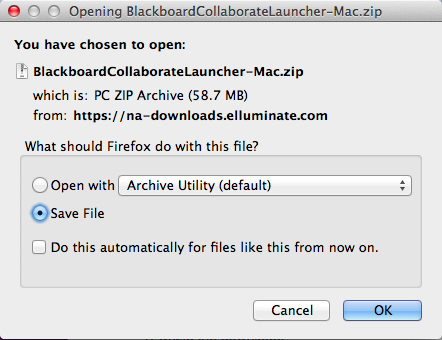 Opening BlackboardCollaborateLauncher-Mac.zip
You have chosen to open:
BlackboardCollaborateLauncher-Mac.zip
which is: PC ZIP Archive (58.7 MB)
from: https://na-downloads.elluminate.com
What should Firefox do with this file?
Open with Archive Utility (default)
Save File
Do this automatically for files like this from now on.
Cancel OK